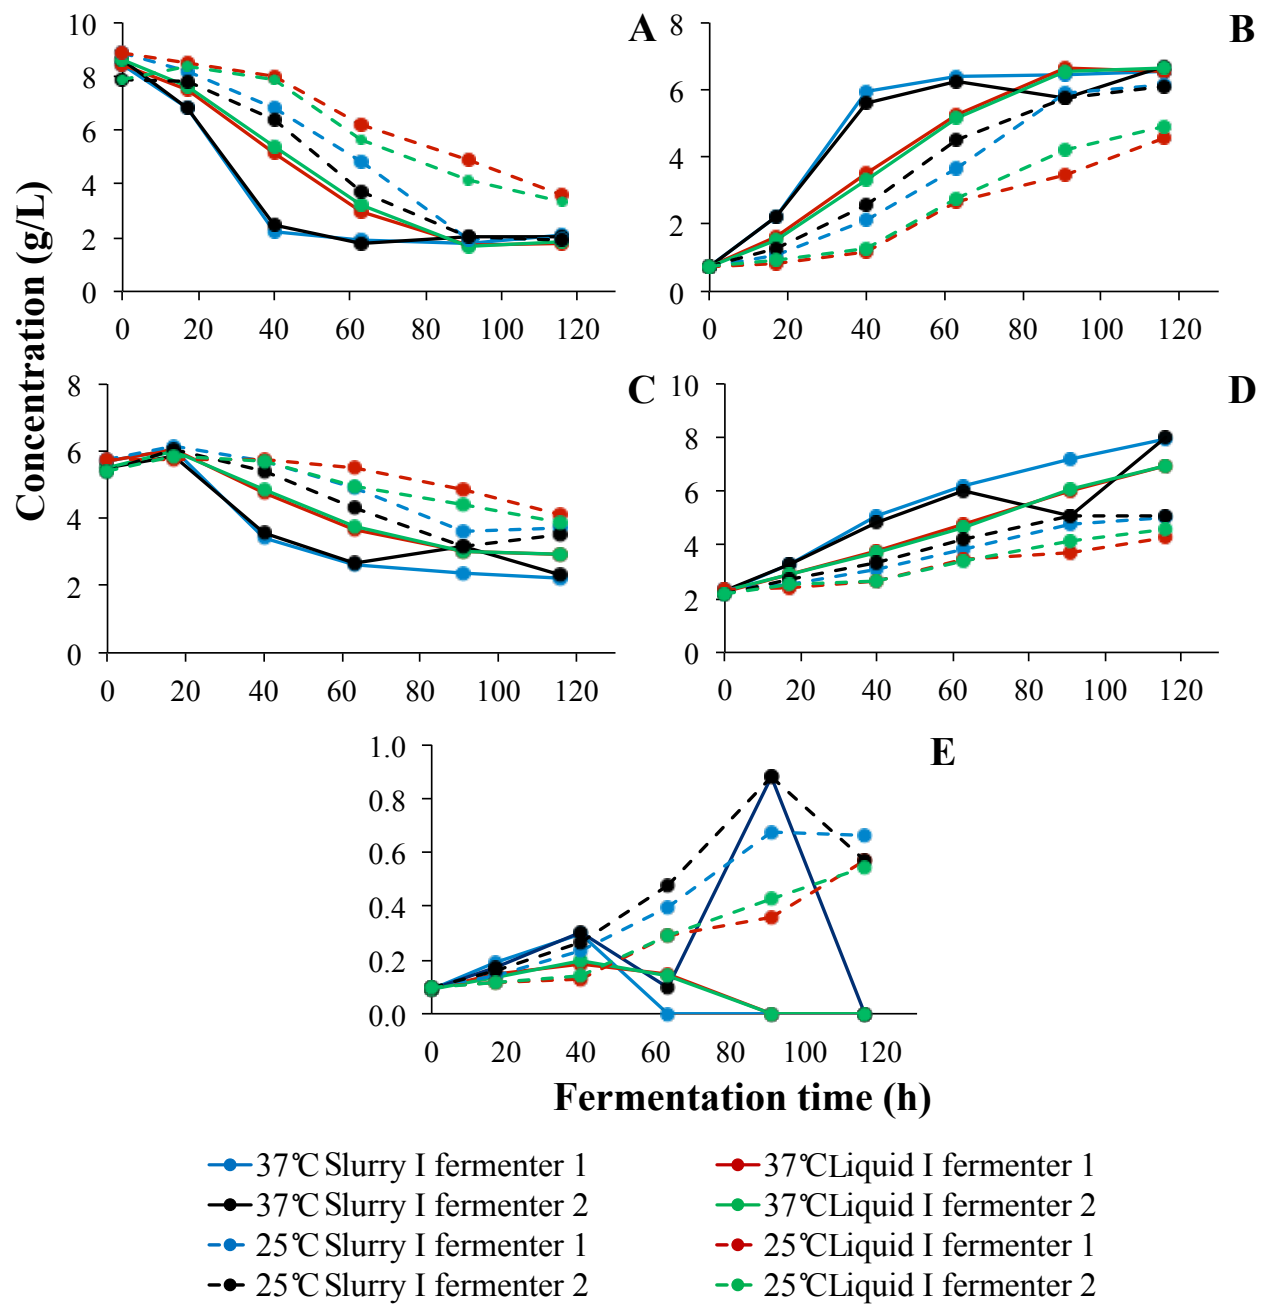 A
B
10
8
6
4
2
0
0 20 40 60 80 100 120
8
6
4
2
0
0 20 40 60 80 100 120
Concentration (g/L)
C
D
8
6
4
2
0
0 20 40 60 80 100 120
10
8
6
4
2
0
0 20 40 60 80 100 120
E
1.0
0.8
0.6
0.4
0.2
0.0
0 20 40 60 80 100 120
Fermentation time (h)
37℃ Slurry I fermenter 1
37℃ Slurry I fermenter 2
25℃ Slurry I fermenter 1
25℃ Slurry I fermenter 2
37℃Liquid I fermenter 1
37℃Liquid I fermenter 2
25℃Liquid I fermenter 1
25℃Liquid I fermenter 2